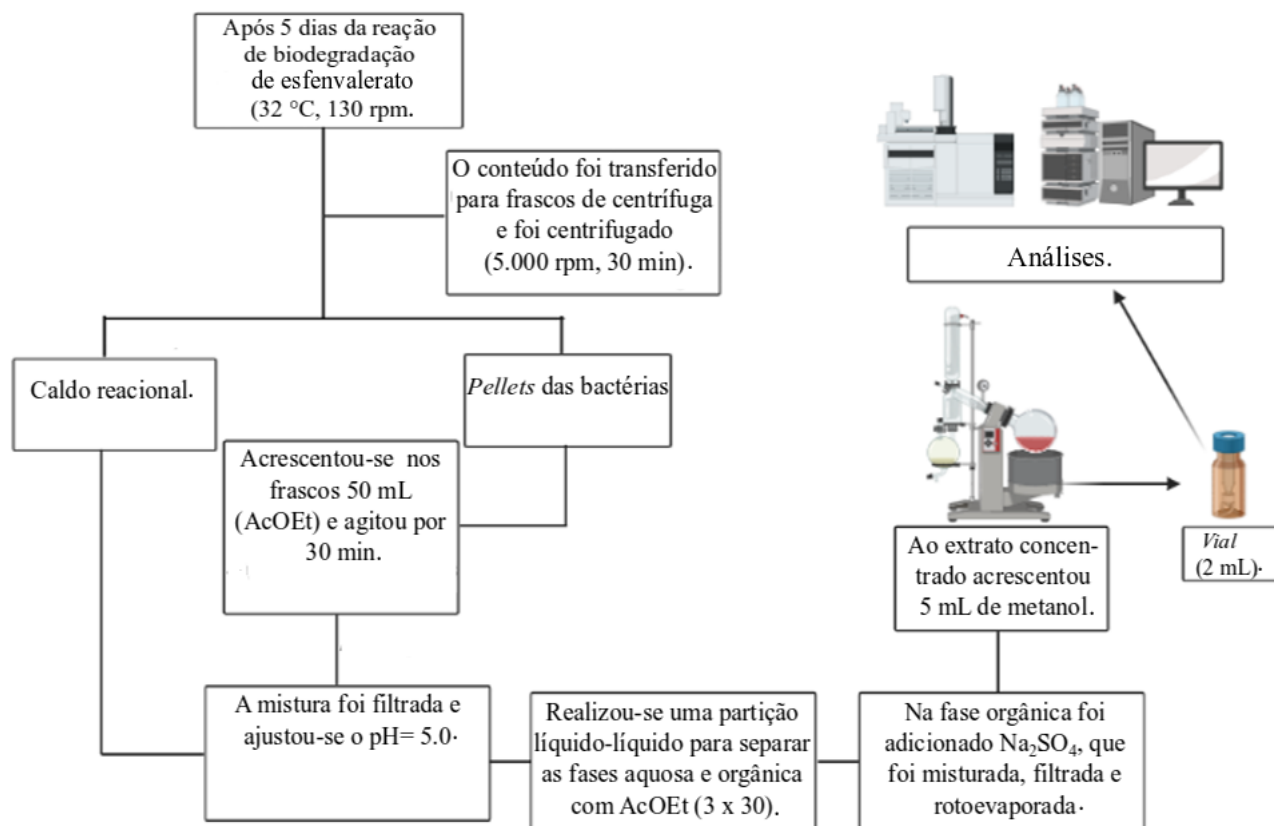 Após 5 dias da reação
de biodegradação
de esfenvalerato
(32 °C, 130 rpm.
O conteúdo foi transferido
para frascos de centrífuga
e foi centrifugado
(5.000 rpm, 30 min).
Caldo reacional.
Pellets das bactérias
Acrescentou-se nos
frascos 50 mL
(AcOEt) e agitou por
30 min.
A mistura foi filtrada e
ajustou-se o pH= 5.0.
Realizou-se uma partição
líquido-líquido para separar
as fases aquosa e orgânica
com AcOEt (3 x 30).
Na fase orgânica foi
adicionado Na₂SO₄, que
foi misturada, filtrada e
rotoevaporada.
Ao extrato concen-
trado acrescentou
5 mL de metanol.
Vial
(2 mL).
Análises.